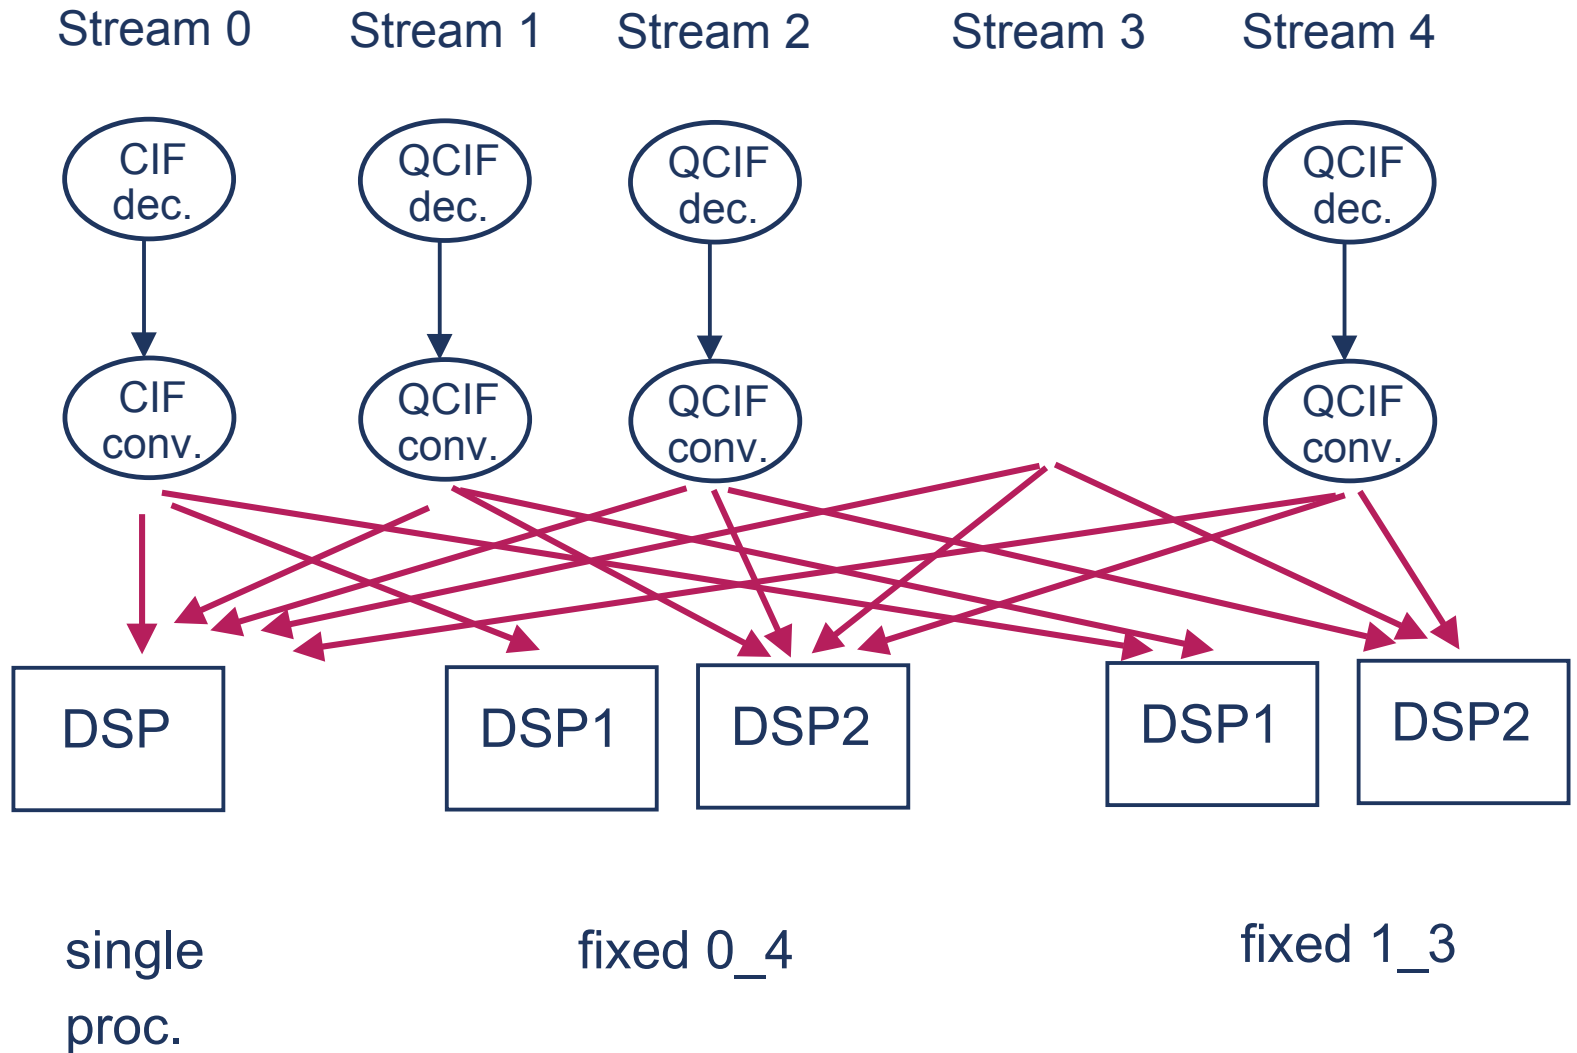 Stream 0 Stream 1 Stream 2 Stream 3 Stream 4
CIF
dec.
QCIF
dec.
QCIF
dec.
QCIF
dec.
CIF
conv.
QCIF
conv.
QCIF
conv.
QCIF
conv.
DSP
DSP1
DSP2
DSP1
DSP2
single
proc.
fixed 0_4
fixed 1_3